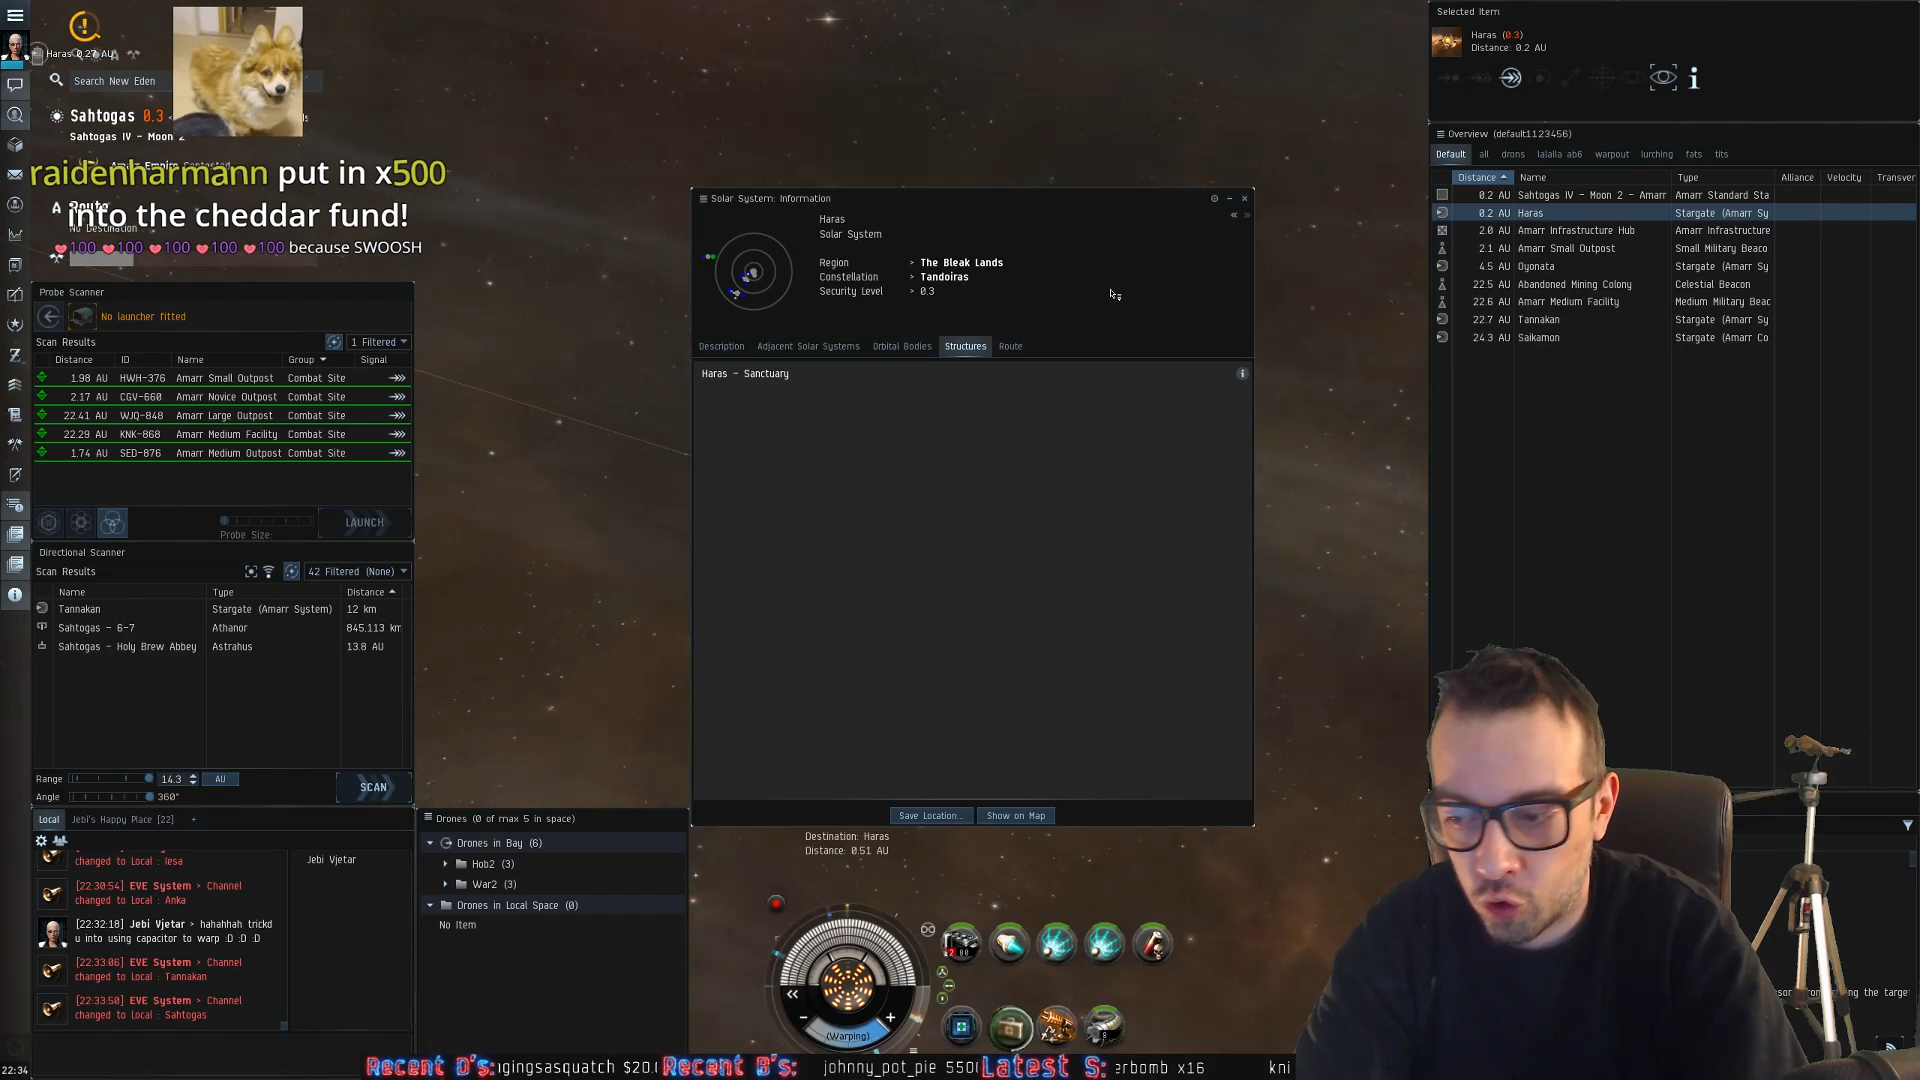 Haras 0.27 AU
Search New Eden
Sahtogas 0.3 <
Sahtogas IV - Moon 2
Amarr Empire Contested
raidenharmann put in x500
into the cheddar fund!
Route
No Destination
100 100 100 100 100 because SWOOSH
Probe Scanner
No launcher fitted
Scan Results
1 Filtered
Distance ID Name Group Signal
1.98 AU HWH-376 Amarr Small Outpost Combat Site
2.17 AU CGV-660 Amarr Novice Outpost Combat Site
22.41 AU WJQ-848 Amarr Large Outpost Combat Site
22.29 AU KNK-868 Amarr Medium Facility Combat Site
1.74 AU SED-876 Amarr Medium Outpost Combat Site
LAUNCH
Probe Size:
Directional Scanner
Scan Results
42 Filtered (None)
Name Type Distance
Tannakan Stargate (Amarr System) 12 km
Sahtogas - 6-7 Athanor 845,113 km
Sahtogas - Holy Brew Abbey Astrahus 13.8 AU
Range 14.3 AU
Angle 360°
SCAN
Local Jebi's Happy Place [22] +
changed to Local : Iesa
[22:30:54] EVE System > Channel
changed to Local : Anka
[22:32:18] Jebi Vjetar > hahahhah trickd
u into using capacitor to warp :D :D :D
[22:33:06] EVE System > Channel
changed to Local : Tannakan
[22:33:50] EVE System > Channel
changed to Local : Sahtogas
Jebi Vjetar
22:34
Drones (0 of max 5 in space)
Drones in Bay (6)
Hob2 (3)
War2 (3)
Drones in Local Space (0)
No Item
Solar System: Information
Haras
Solar System
Region > The Bleak Lands
Constellation > Tandoiras
Security Level > 0.3
Description Adjacent Solar Systems Orbital Bodies Structures Route
Haras - Sanctuary
Save Location...
Show on Map
Destination: Haras
Distance: 0.51 AU
2 80
8
(Warping)
Selected Item
Haras (0.3)
Distance: 0.2 AU
Overview (default1123456)
Default all drons lalalla ab6 warpout lurching fats tits
Distance Name Type Alliance Velocity Transver
0.2 AU Sahtogas IV - Moon 2 - Amarr Amarr Standard Sta
0.2 AU Haras Stargate (Amarr Sy
2.0 AU Amarr Infrastructure Hub Amarr Infrastructure
2.1 AU Amarr Small Outpost Small Military Beaco
4.5 AU Oyonata Stargate (Amarr Sy
22.5 AU Abandoned Mining Colony Celestial Beacon
22.6 AU Amarr Medium Facility Medium Military Beac
22.7 AU Tannakan Stargate (Amarr Sy
24.3 AU Saikamon Stargate (Amarr Co
ing the targe
Recent D's: ngingsasquatch $20. Recent B's: johnny_pot_pie 550 Latest S: erbomb x16 kni